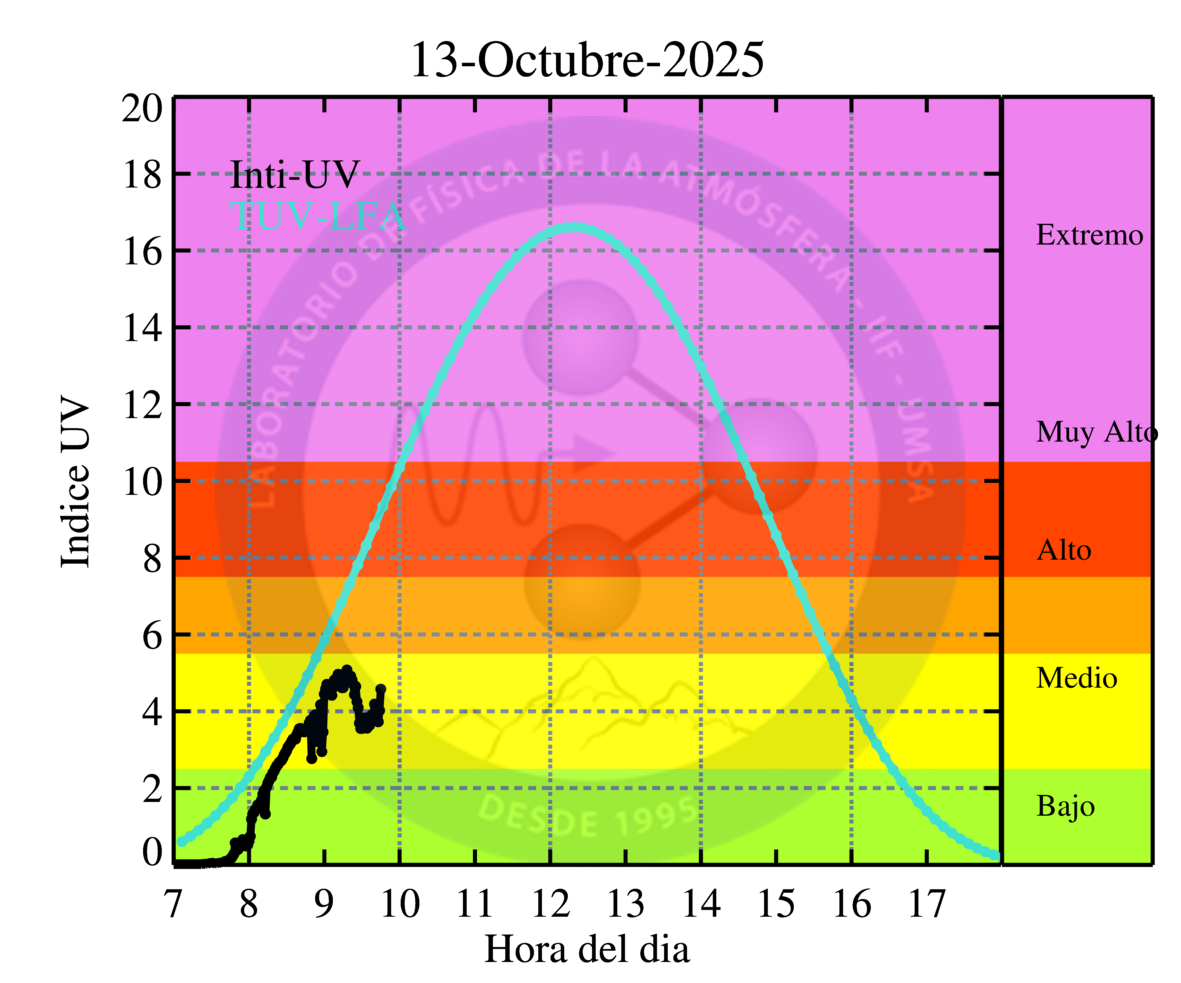 13-Octubre-2025
Inti-UV
TUV-LFA
LABORATORIO DE FÍSICA DE LA ATMÓSFERA - IIF - UMSA
DESDE 1995
Indice UV
20
18
16
14
12
10
8
6
4
2
0
Extremo
Muy Alto
Alto
Medio
Bajo
7 8 9 10 11 12 13 14 15 16 17
Hora del dia